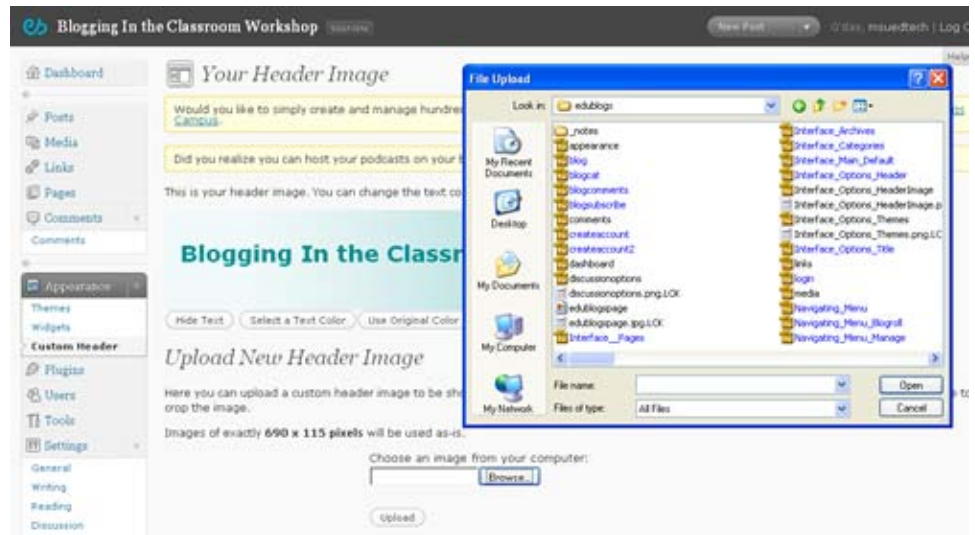 Blogging In the Classroom Workshop
New Post
msuedtech | Log O
Help
Dashboard
Posts
Media
Links
Pages
Comments
Comments
Appearance
Themes
Widgets
Custom Header
Plugins
Users
Tools
Settings
General
Writing
Reading
Discussion
Your Header Image
Would you like to simply create and manage hundre
Campus.
Did you realize you can host your podcasts on your
This is your header image. You can change the text co
Blogging In the Classr
Hide Text
Select a Text Color
Use Original Color
Upload New Header Image
Here you can upload a custom header image to be sho
crop the image.
Images of exactly 690 x 115 pixels will be used as-is.
Choose an image from your computer:
Browse...
Upload
File Upload
Look in:
edublogs
My Recent
Documents
Desktop
My Documents
My Computer
My Network
_notes
appearance
blog
blogcat
blogcomments
blogsubscribe
comments
createaccount
createaccount2
dashboard
discussionoptions
discussionoptions.png.LCK
edublogspage
edublogspage.jpg.LCK
Interface__Pages
Interface_Archives
Interface_Categories
Interface_Main_Default
Interface_Options_Header
Interface_Options_HeaderImage
Interface_Options_HeaderImage.p
Interface_Options_Themes
Interface_Options_Themes.png.LC
Interface_Options_Title
links
login
media
Navigating_Menu
Navigating_Menu_Blogroll
Navigating_Menu_Manage
File name:
Open
Files of type:
All Files
Cancel